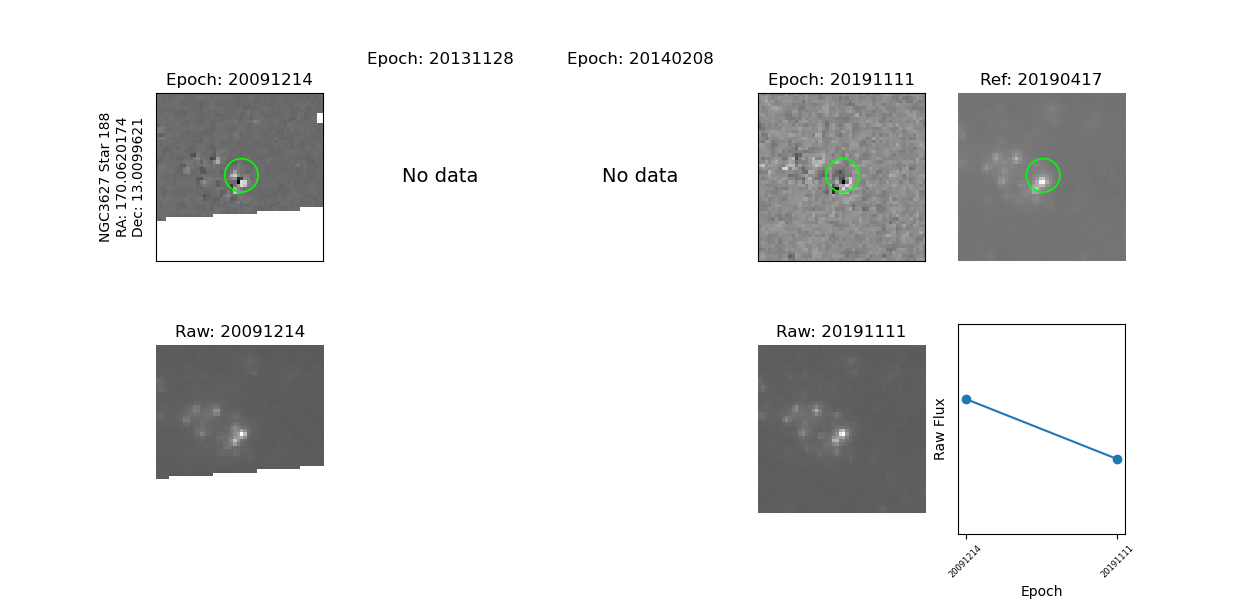 Epoch: 20131128
Epoch: 20140208
Epoch: 20091214
Epoch: 20191111
Ref: 20190417
NGC3627 Star 188
RA: 170.0620174
Dec: 13.0099621
No data
No data
Raw: 20091214
Raw: 20191111
Raw Flux
20091214
20191111
Epoch